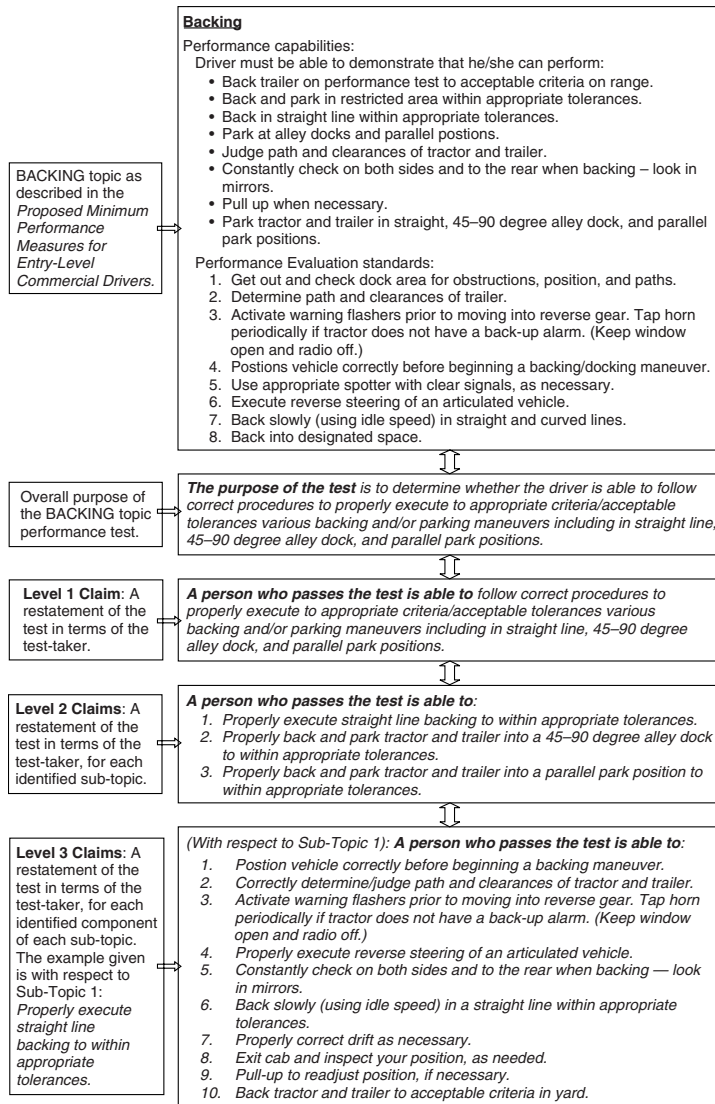 Backing
Performance capabilities:
Driver must be able to demonstrate that he/she can perform:
• Back trailer on performance test to acceptable criteria on range.
• Back and park in restricted area within appropriate tolerances.
• Back in straight line within appropriate tolerances.
• Park at alley docks and parallel postions.
• Judge path and clearances of tractor and trailer.
• Constantly check on both sides and to the rear when backing – look in
mirrors.
• Pull up when necessary.
• Park tractor and trailer in straight, 45–90 degree alley dock, and parallel
park positions.
Performance Evaluation standards:
1. Get out and check dock area for obstructions, position, and paths.
2. Determine path and clearances of trailer.
3. Activate warning flashers prior to moving into reverse gear. Tap horn
periodically if tractor does not have a back-up alarm. (Keep window
open and radio off.)
4. Postions vehicle correctly before beginning a backing/docking maneuver.
5. Use appropriate spotter with clear signals, as necessary.
6. Execute reverse steering of an articulated vehicle.
7. Back slowly (using idle speed) in straight and curved lines.
8. Back into designated space.
BACKING topic as
described in the
Proposed Minimum
Performance
Measures for
Entry-Level
Commercial Drivers.
Overall purpose of
the BACKING topic
performance test.
The purpose of the test is to determine whether the driver is able to follow
correct procedures to properly execute to appropriate criteria/acceptable
tolerances various backing and/or parking maneuvers including in straight line,
45–90 degree alley dock, and parallel park positions.
Level 1 Claim: A
restatement of the
test in terms of the
test-taker.
A person who passes the test is able to follow correct procedures to
properly execute to appropriate criteria/acceptable tolerances various
backing and/or parking maneuvers including in straight line, 45–90 degree
alley dock, and parallel park positions.
Level 2 Claims: A
restatement of the
test in terms of the
test-taker, for each
identified sub-topic.
A person who passes the test is able to:
1. Properly execute straight line backing to within appropriate tolerances.
2. Properly back and park tractor and trailer into a 45–90 degree alley dock
to within appropriate tolerances.
3. Properly back and park tractor and trailer into a parallel park position to
within appropriate tolerances.
Level 3 Claims: A
restatement of the
test in terms of the
test-taker, for each
identified component
of each sub-topic.
The example given
is with respect to
Sub-Topic 1:
Properly execute
straight line
backing to within
appropriate
tolerances.
(With respect to Sub-Topic 1): A person who passes the test is able to:
1. Postion vehicle correctly before beginning a backing maneuver.
2. Correctly determine/judge path and clearances of tractor and trailer.
3. Activate warning flashers prior to moving into reverse gear. Tap horn
periodically if tractor does not have a back-up alarm. (Keep window
open and radio off.)
4. Properly execute reverse steering of an articulated vehicle.
5. Constantly check on both sides and to the rear when backing — look
in mirrors.
6. Back slowly (using idle speed) in a straight line within appropriate
tolerances.
7. Properly correct drift as necessary.
8. Exit cab and inspect your position, as needed.
9. Pull-up to readjust position, if necessary.
10. Back tractor and trailer to acceptable criteria in yard.